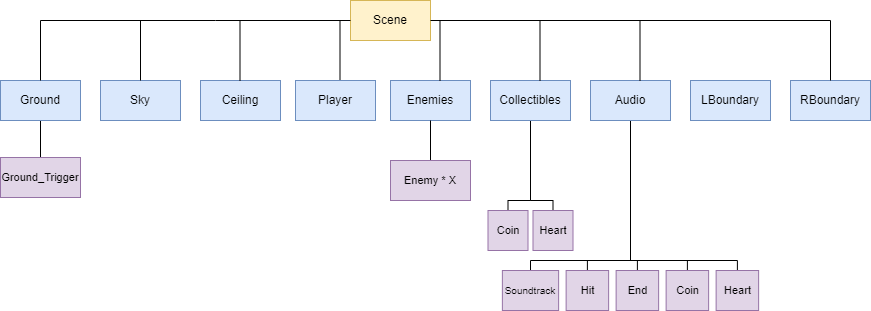 Scene
Ground
Sky
Ceiling
Player
Enemies
Collectibles
Audio
LBoundary
RBoundary
Ground_Trigger
Enemy * X
Coin
Heart
Soundtrack
Hit
End
Coin
Heart